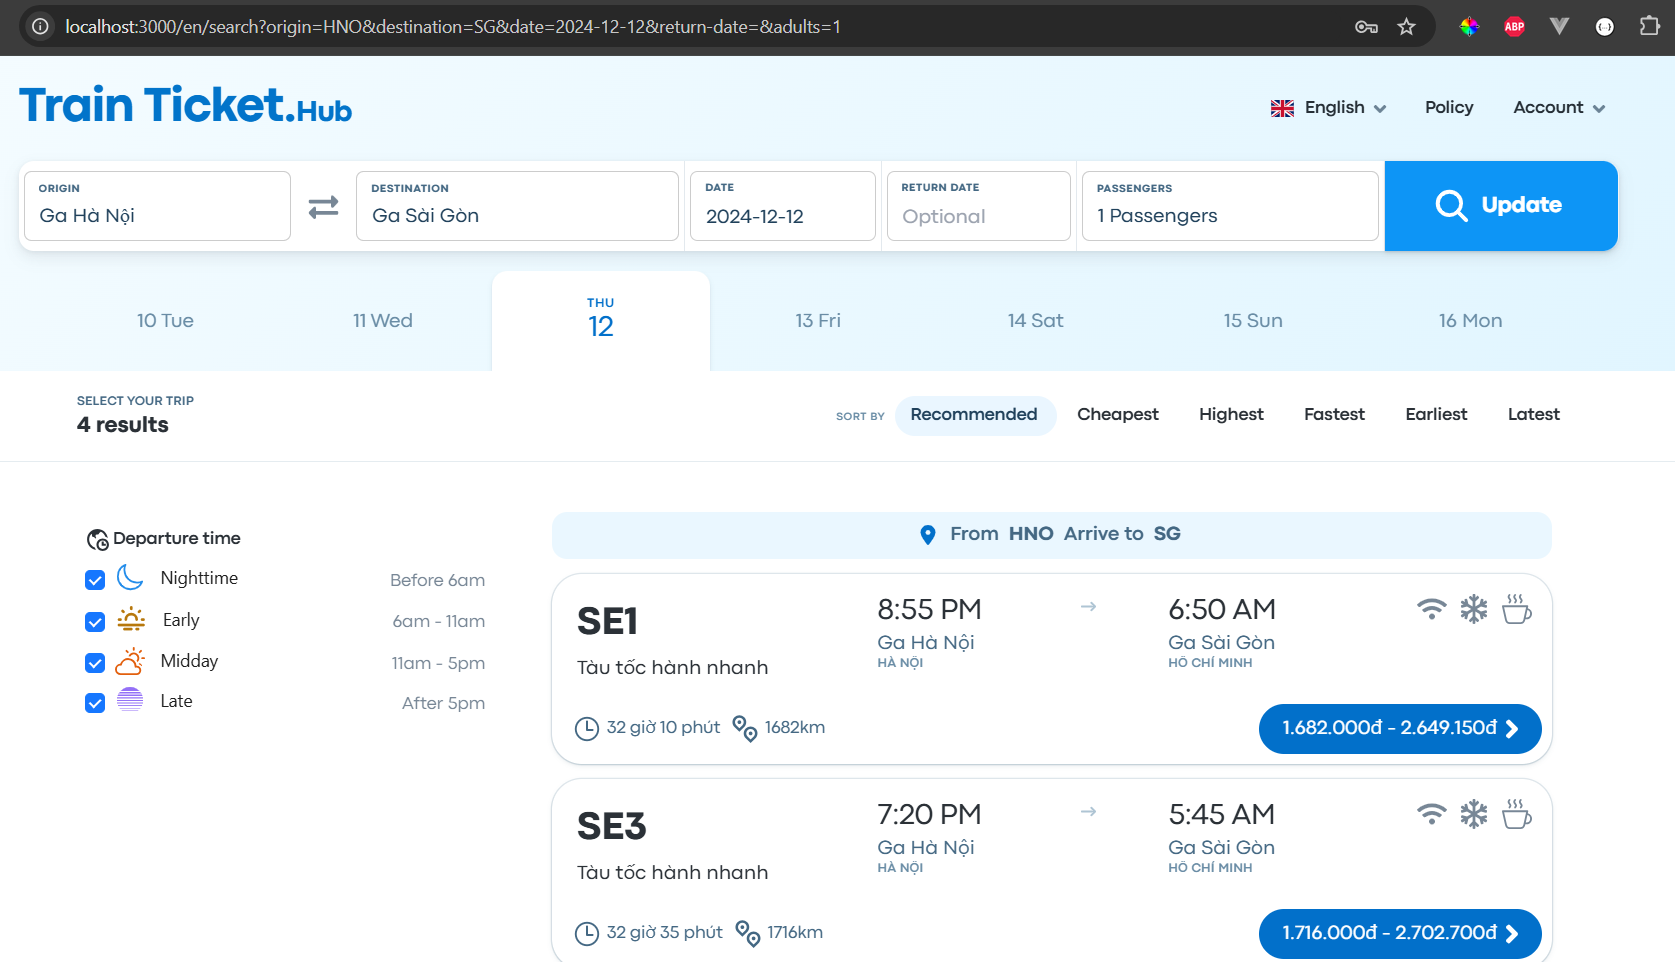 localhost:3000/en/search?origin=HNO&destination=SG&date=2024-12-12&return-date=&adults=1
ABP
Train Ticket.Hub
English
Policy
Account
ORIGIN
Ga Hà Nội
DESTINATION
Ga Sài Gòn
DATE
2024-12-12
RETURN DATE
Optional
PASSENGERS
1 Passengers
Update
10 Tue
11 Wed
THU
12
13 Fri
14 Sat
15 Sun
16 Mon
SELECT YOUR TRIP
4 results
SORT BY
Recommended
Cheapest
Highest
Fastest
Earliest
Latest
Departure time
Nighttime
Before 6am
Early
6am - 11am
Midday
11am - 5pm
Late
After 5pm
From HNO Arrive to SG
SE1
Tàu tốc hành nhanh
8:55 PM
Ga Hà Nội
HÀ NỘI
6:50 AM
Ga Sài Gòn
HỒ CHÍ MINH
32 giờ 10 phút
1682km
1.682.000đ - 2.649.150đ
SE3
Tàu tốc hành nhanh
7:20 PM
Ga Hà Nội
HÀ NỘI
5:45 AM
Ga Sài Gòn
HỒ CHÍ MINH
32 giờ 35 phút
1716km
1.716.000đ - 2.702.700đ